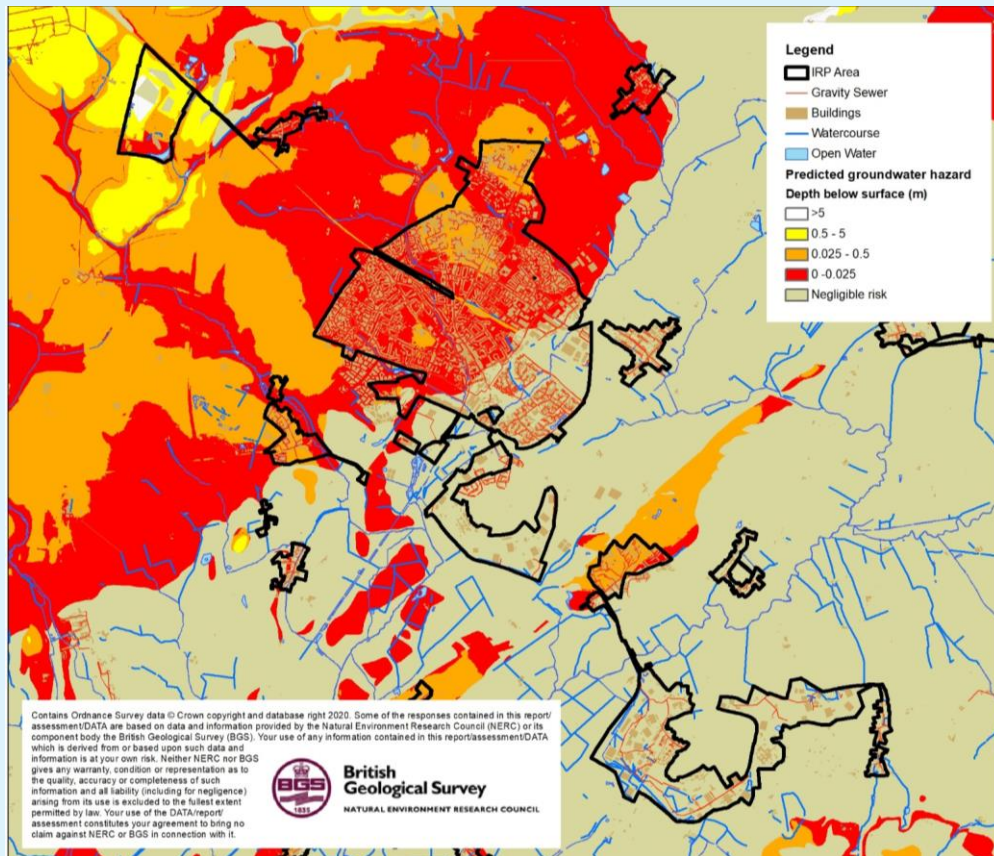 Legend
IRP Area
Gravity Sewer
Buildings
Watercourse
Open Water
Predicted groundwater hazard
Depth below surface (m)
>5
0.5 - 5
0.025 - 0.5
0 -0.025
Negligible risk
Contains Ordnance Survey data © Crown copyright and database right 2020. Some of the responses contained in this report/
assessment/DATA are based on data and information provided by the Natural Environment Research Council (NERC) or its
component body the British Geological Survey (BGS). Your use of any information contained in this report/assessment/DATA
which is derived from or based upon such data and
information is at your own risk. Neither NERC nor BGS
gives any warranty, condition or representation as to
the quality, accuracy or completeness of such
information and all liability (including for negligence)
arising from its use is excluded to the fullest extent
permitted by law. Your use of the DATA/report/
assessment constitutes your agreement to bring no
claim against NERC or BGS in connection with it.
BGS
1835
British
Geological Survey
NATURAL ENVIRONMENT RESEARCH COUNCIL